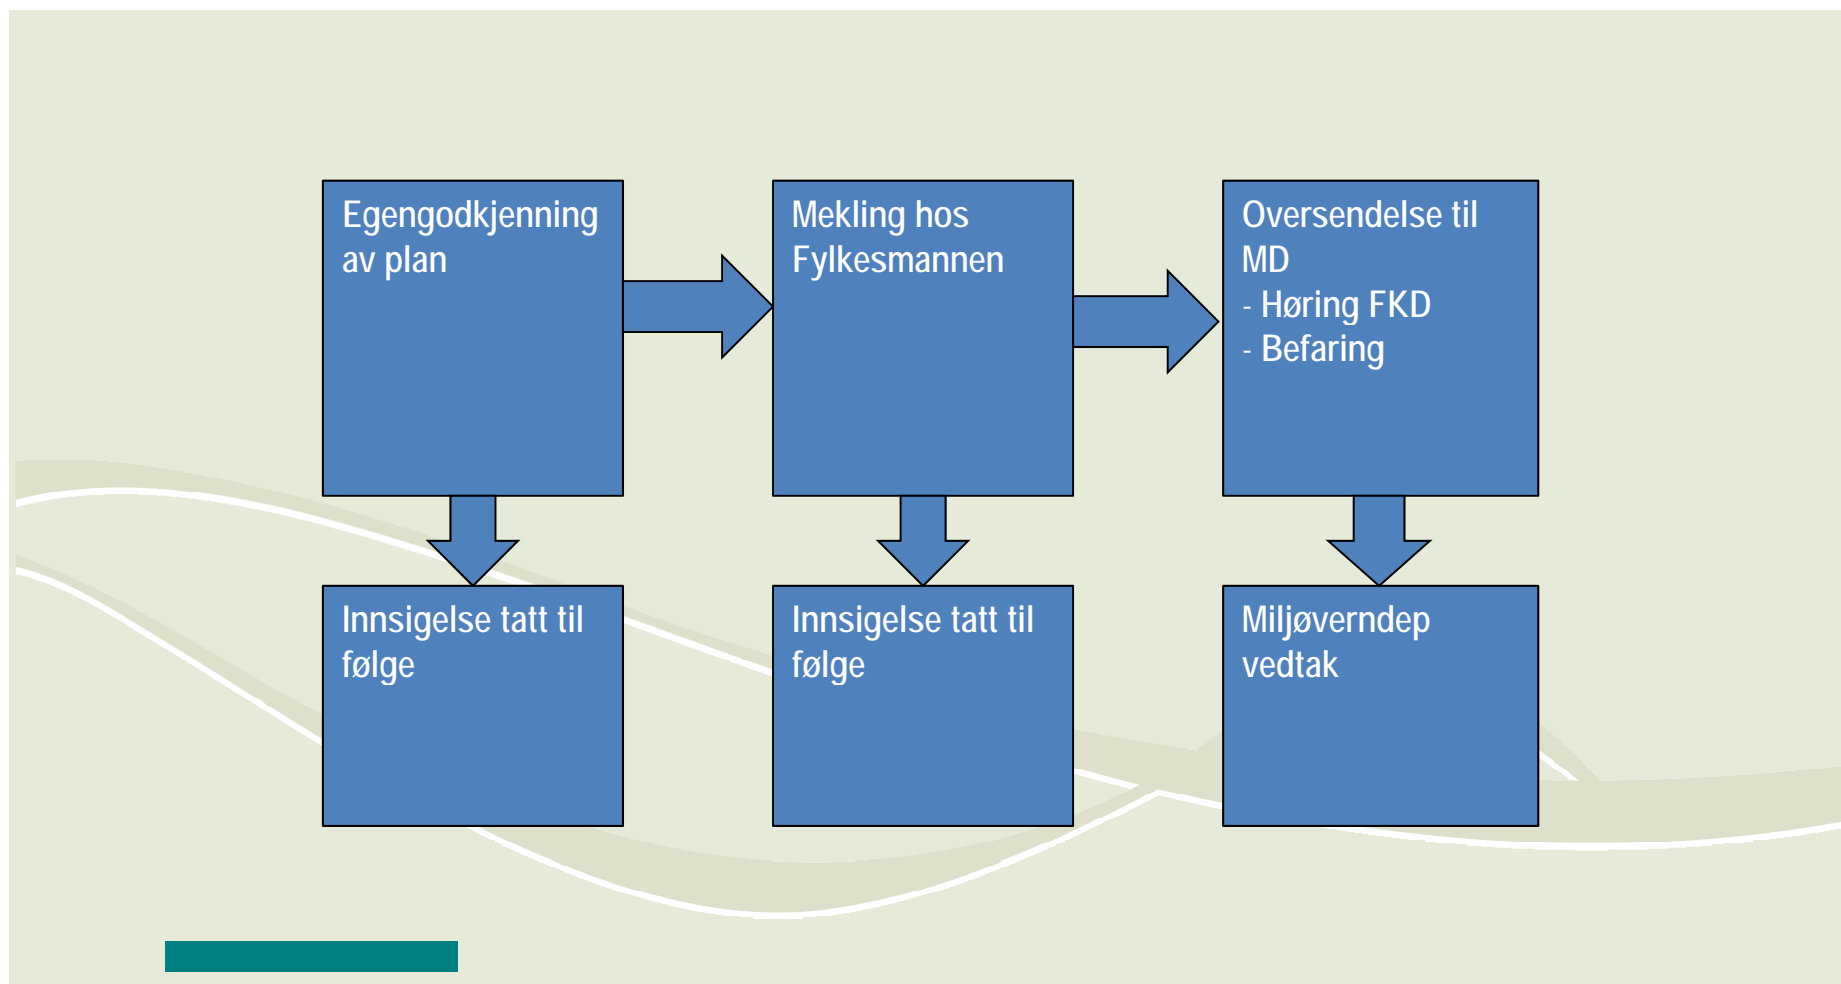 Egengodkjenning
av plan
Mekling hos
Fylkesmannen
Oversendelse til
MD
- Høring FKD
- Befaring
Innsigelse tatt til
følge
Innsigelse tatt til
følge
Miljøverndep
vedtak